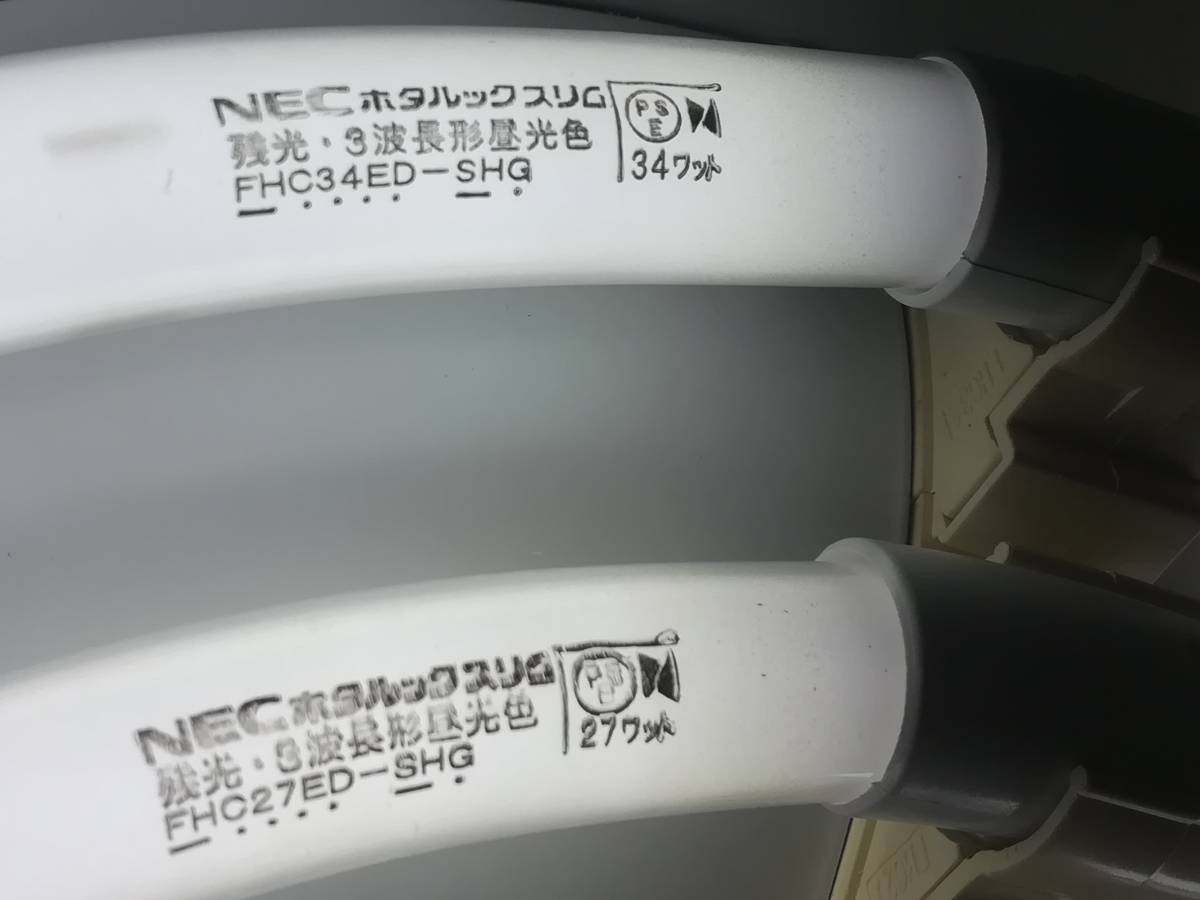 NEC ホタルックスリム
残光・3波長形昼光色
FHC34ED-SHG
PS
E
34ワット
NEC ホタルックスリム
残光・3波長形昼光色
FHC27ED-SHG
PS
E
27ワット